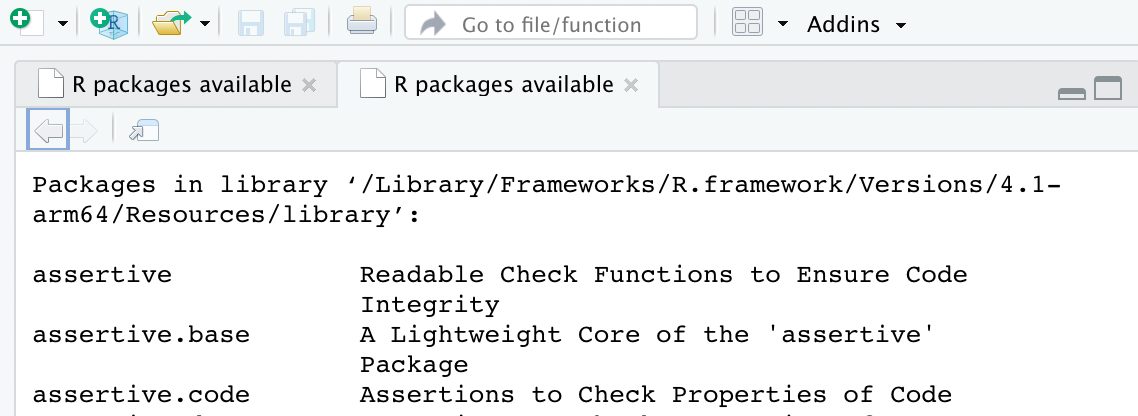 Go to file/function
Addins
R packages available
R packages available
Packages in library ‘/Library/Frameworks/R.framework/Versions/4.1-
arm64/Resources/library’:
assertive Readable Check Functions to Ensure Code
Integrity
assertive.base A Lightweight Core of the 'assertive'
Package
assertive.code Assertions to Check Properties of Code